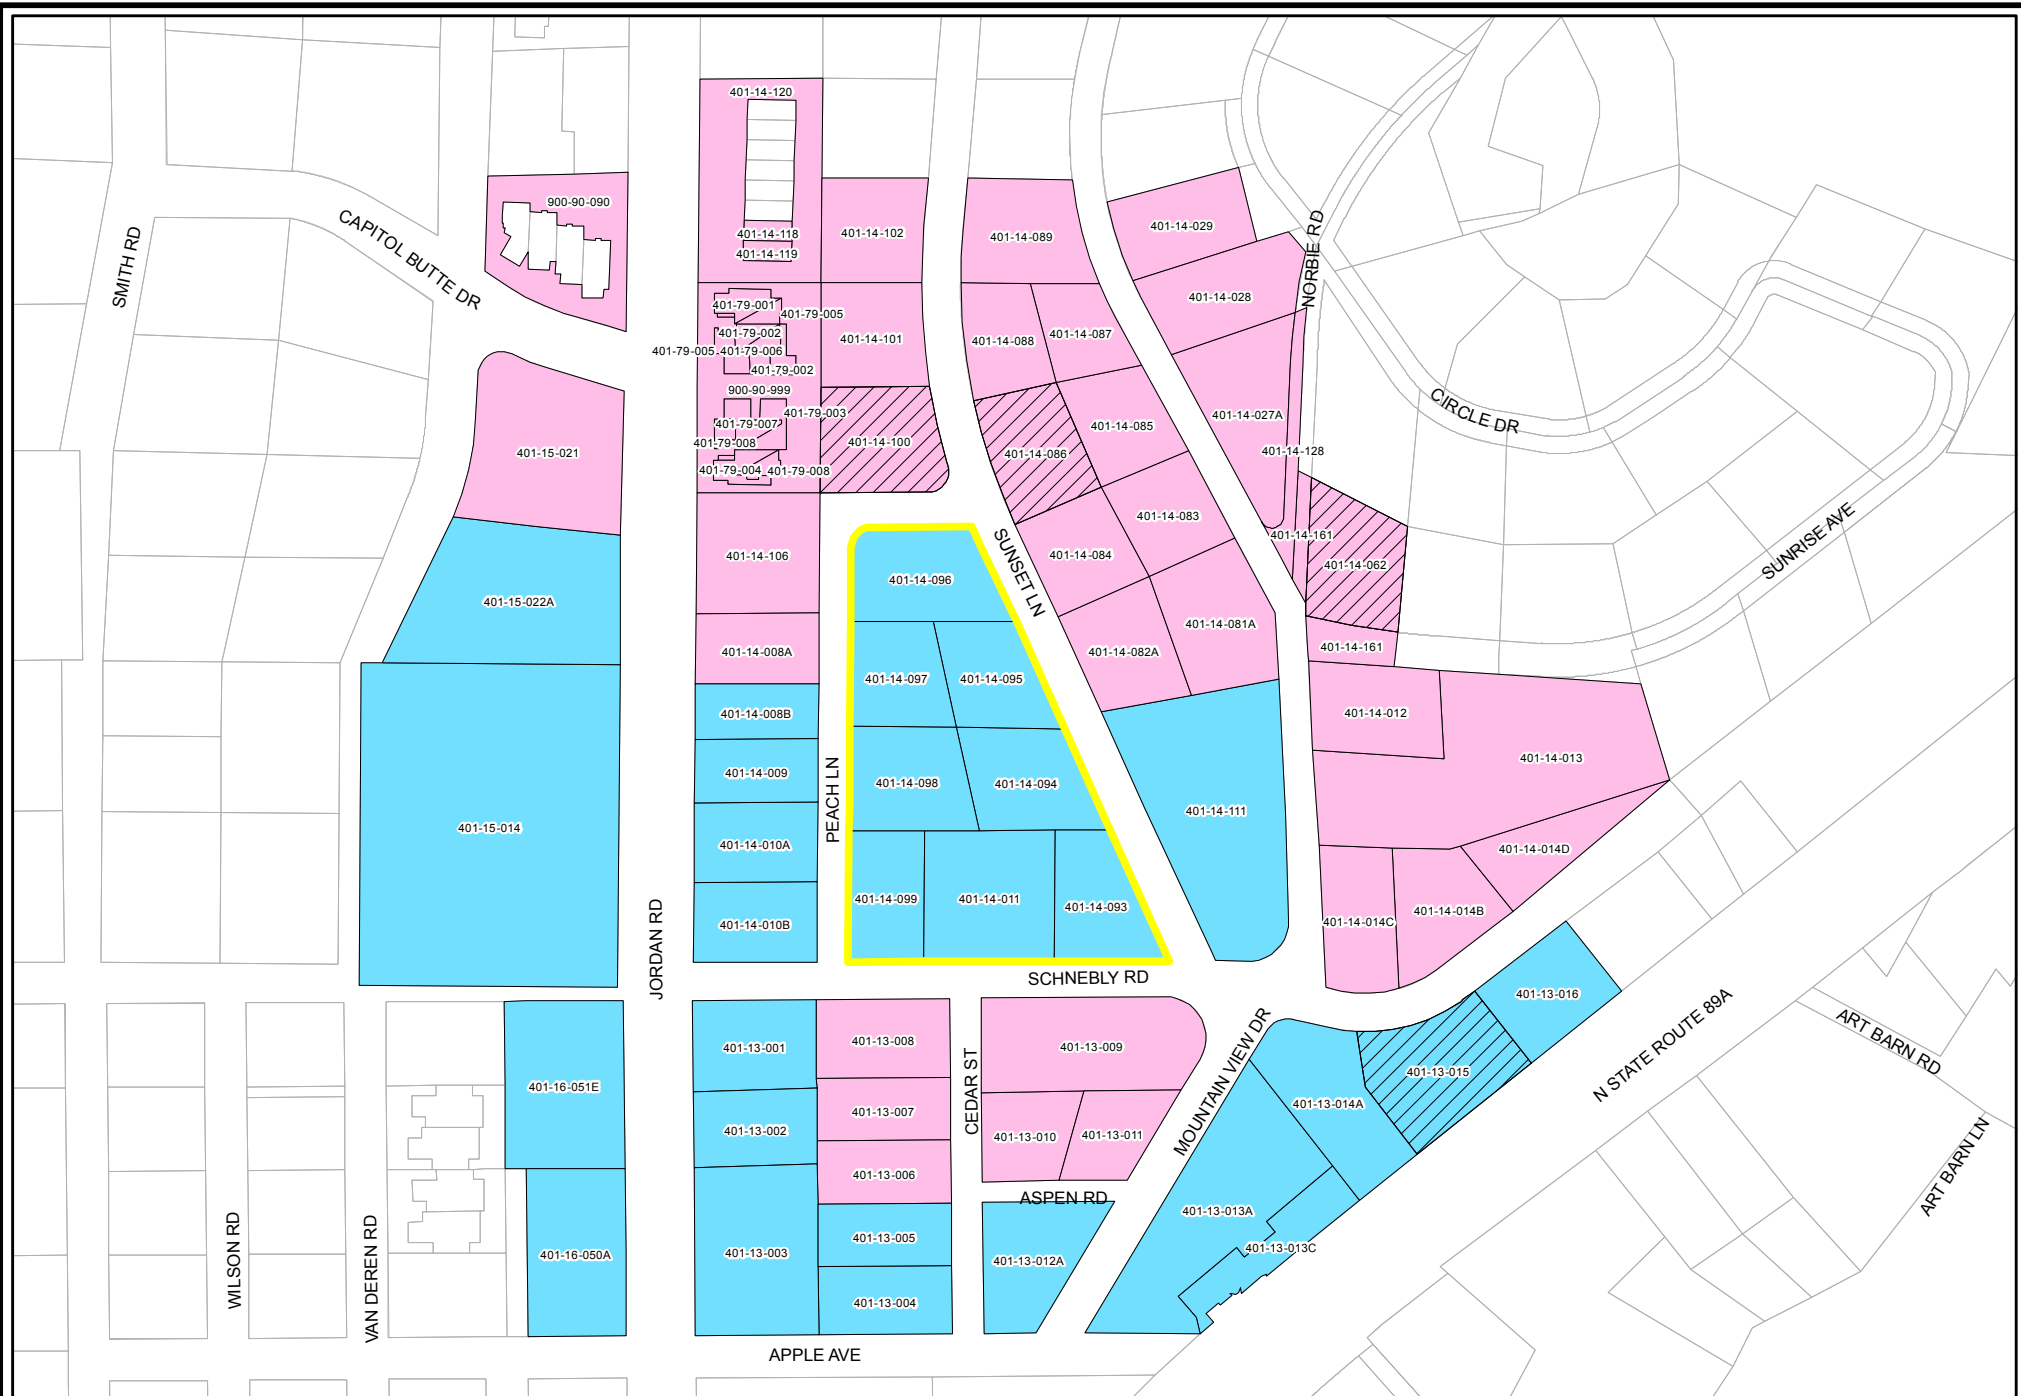 401-14-120
900-90-090
401-14-118
401-14-119
401-14-102
401-14-089
401-14-029
NORBIE RD
SMITH RD
CAPITOL BUTTE DR
401-79-001
401-79-005
401-79-002
401-79-005
401-79-006
401-79-002
900-90-999
401-79-003
401-79-007
401-79-008
401-79-004
401-79-008
401-14-101
401-14-088
401-14-087
401-14-028
401-14-100
401-14-086
401-14-085
401-14-027A
401-14-128
CIRCLE DR
401-15-021
401-14-106
401-14-083
401-14-084
401-14-161
401-14-062
SUNRISE AVE
401-15-022A
401-14-096
SUNSET LN
401-14-081A
401-14-082A
401-14-161
401-14-008A
401-14-097
401-14-095
401-14-008B
401-14-012
401-14-013
401-14-009
PEACH LN
401-14-098
401-14-094
401-14-111
401-15-014
401-14-010A
401-14-014D
401-14-099
401-14-011
401-14-093
401-14-014C
401-14-014B
401-14-010B
JORDAN RD
SCHNEBLY RD
401-13-016
N STATE ROUTE 89A
ART BARN RD
401-13-001
401-13-008
401-13-009
MOUNTAIN VIEW DR
401-13-015
401-16-051E
401-13-014A
401-13-007
CEDAR ST
401-13-002
401-13-010
401-13-011
401-13-006
ASPEN RD
ART BARN LN
401-13-013A
401-13-005
401-13-003
401-13-013C
401-16-050A
401-13-012A
WILSON RD
VAN DEREN RD
401-13-004
APPLE AVE